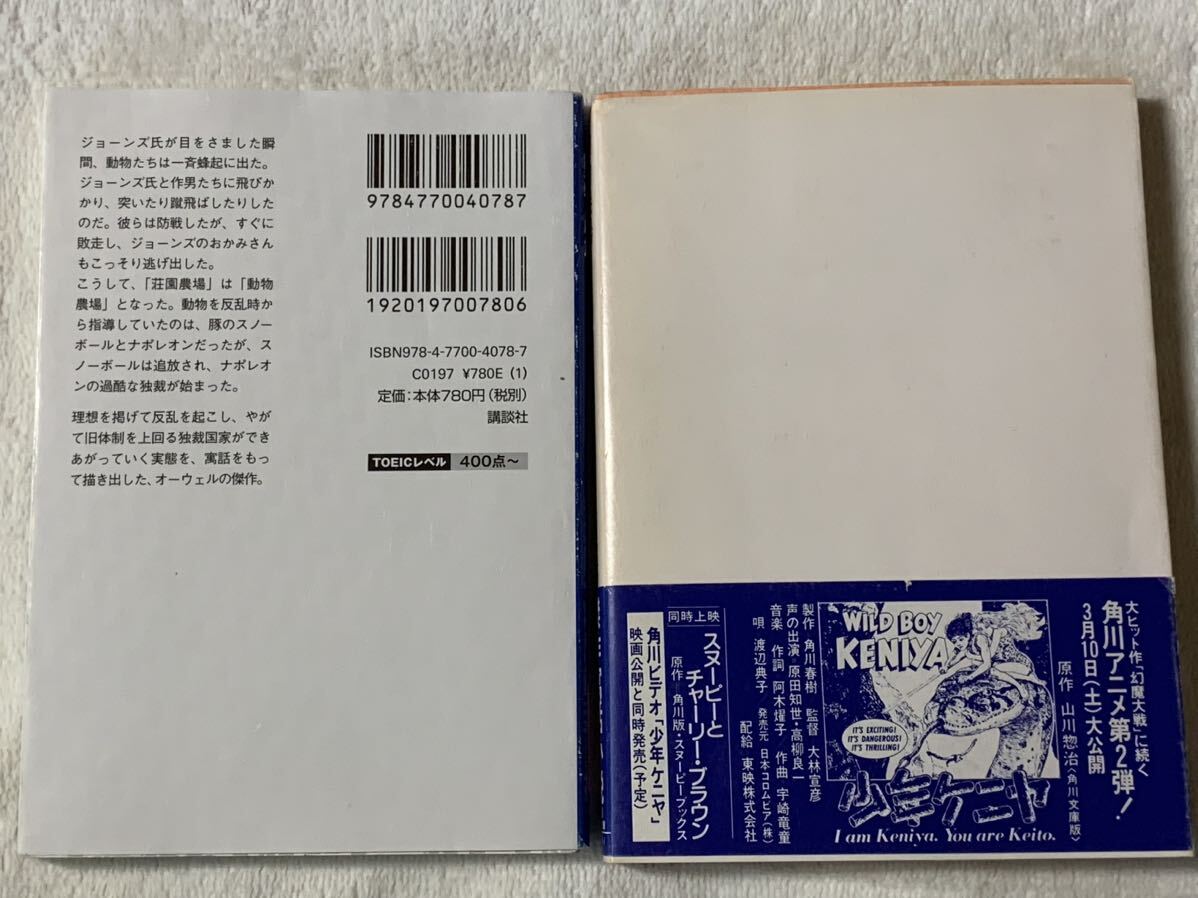 ジョーンズ氏が目をさました瞬
間、動物たちは一斉蜂起に出た。
ジョーンズ氏と作男たちに飛びか
かり、突いたり蹴飛ばしたりした
のだ。彼らは防戦したが、すぐに
敗走し、ジョーンズのおかみさん
もこっそり逃げ出した。
こうして、「荘園農場」は「動物
農場」となった。動物を反乱時か
ら指導していたのは、豚のスノー
ボールとナポレオンだったが、ス
ノーボールは追放され、ナポレオ
ンの過酷な独裁が始まった。
理想を掲げて反乱を起こし、やが
て旧体制を上回る独裁国家ができ
あがっていく実態を、寓話をもっ
て描き出した、オーウェルの傑作。
9784770040787
1920197007806
ISBN978-4-7700-4078-7
C0197 ¥780E (1)
定価:本体780円(税別)
講談社
TOEICレベル 400点〜
大ヒット作「幻魔大戦」に続く
角川アニメ第2弾!
3月10日(土)大公開
原作 山川惣治〈角川文庫版〉
WILD BOY
KENIYA
IT'S EXCITING!
IT'S DANGEROUS!
IT'S THRILLING!
少年ケニヤ
I am Keniya. You are Keito.
製作 角川春樹 監督 大林宣彦
声の出演=原田知世・高柳良一
音楽 作詞 阿木燿子 作曲 宇崎竜童
唄 渡辺典子 発売元 日本コロムビア(株)
配給 東映株式会社
同時上映
スヌーピーと
チャーリー・ブラウン
原作=角川版・スヌーピーブックス
角川ビデオ「少年ケニヤ」
映画公開と同時発売(予定)